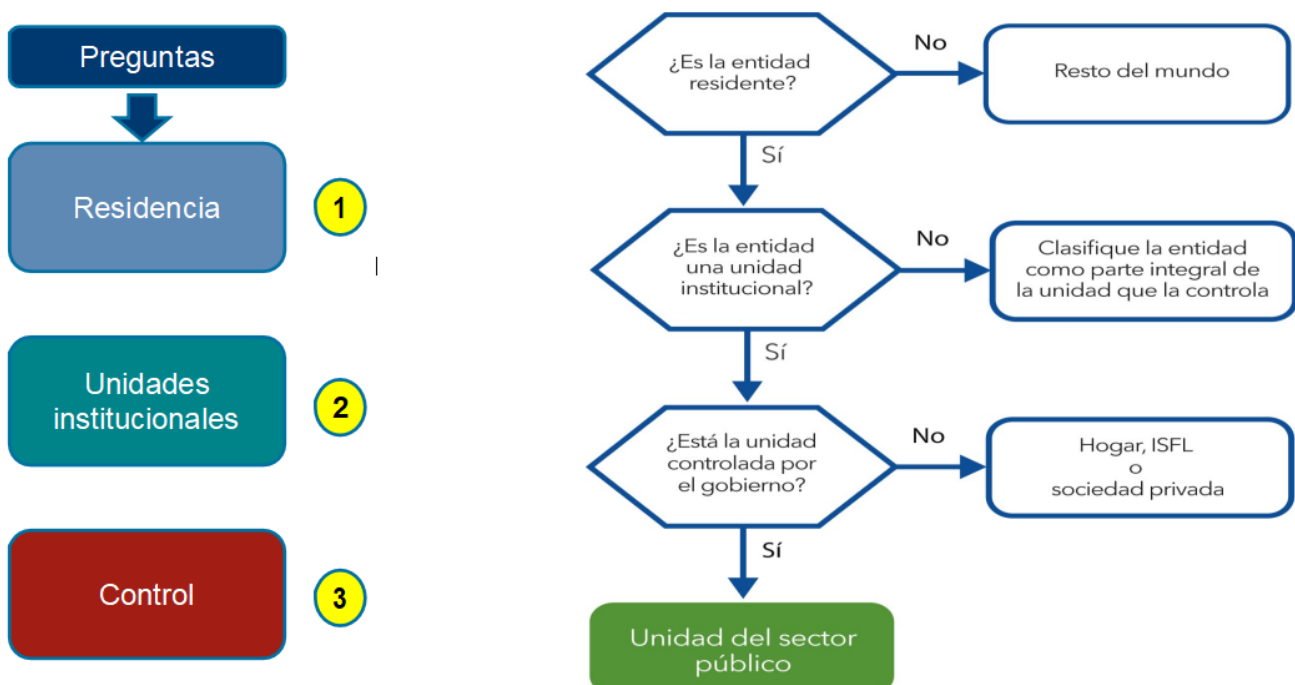 Preguntas
Residencia
1
Unidades
institucionales
2
Control
3
¿Es la entidad
residente?
No
Resto del mundo
Sí
¿Es la entidad
una unidad
institucional?
No
Clasifique la entidad
como parte integral de
la unidad que la controla
Sí
¿Está la unidad
controlada por
el gobierno?
No
Hogar, ISFL
o
sociedad privada
Sí
Unidad del sector
público